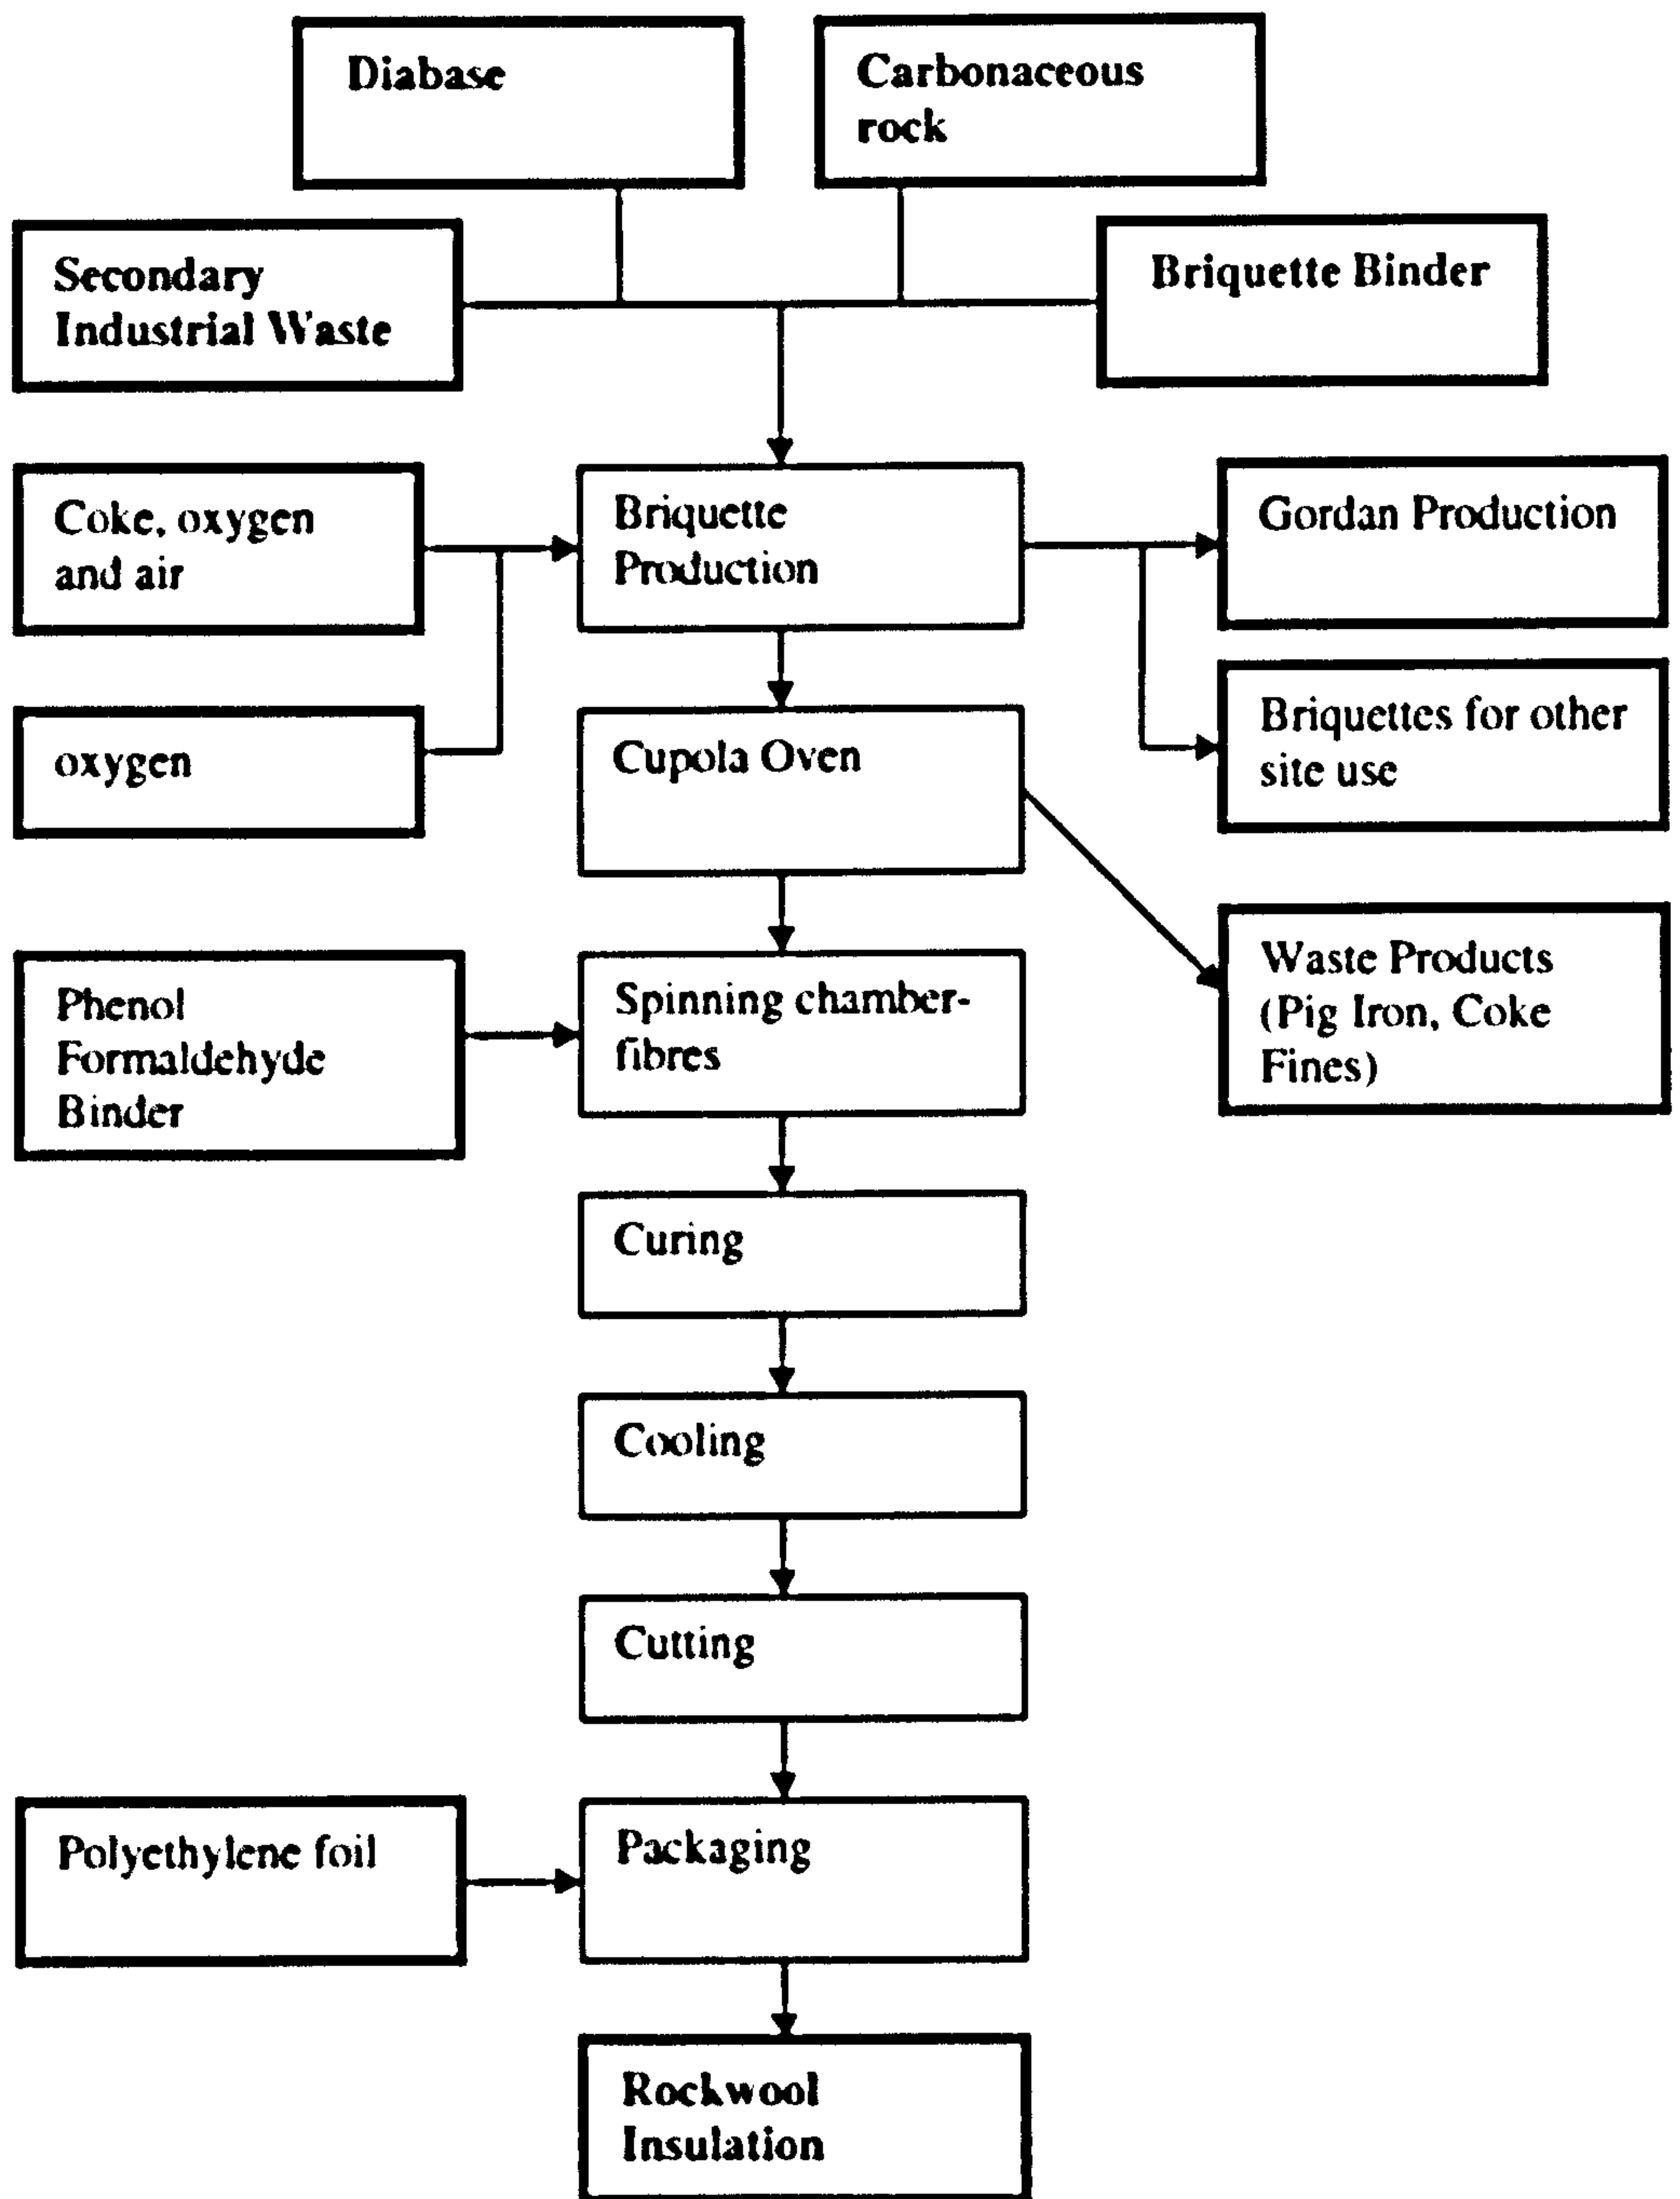 Diabase
Carbonaceous
rock
Secondary
Industrial Waste
Briquette Binder
Coke, oxygen
and air
Briquette
Production
Gordan Production
oxygen
Cupola Oven
Briquettes for other
site use
Phenol
Formaldehyde
Binder
Spinning chamber-
fibres
Waste Products
(Pig Iron, Coke
Fines)
Curing
Cooling
Cutting
Polyethylene foil
Packaging
Rockwool
Insulation